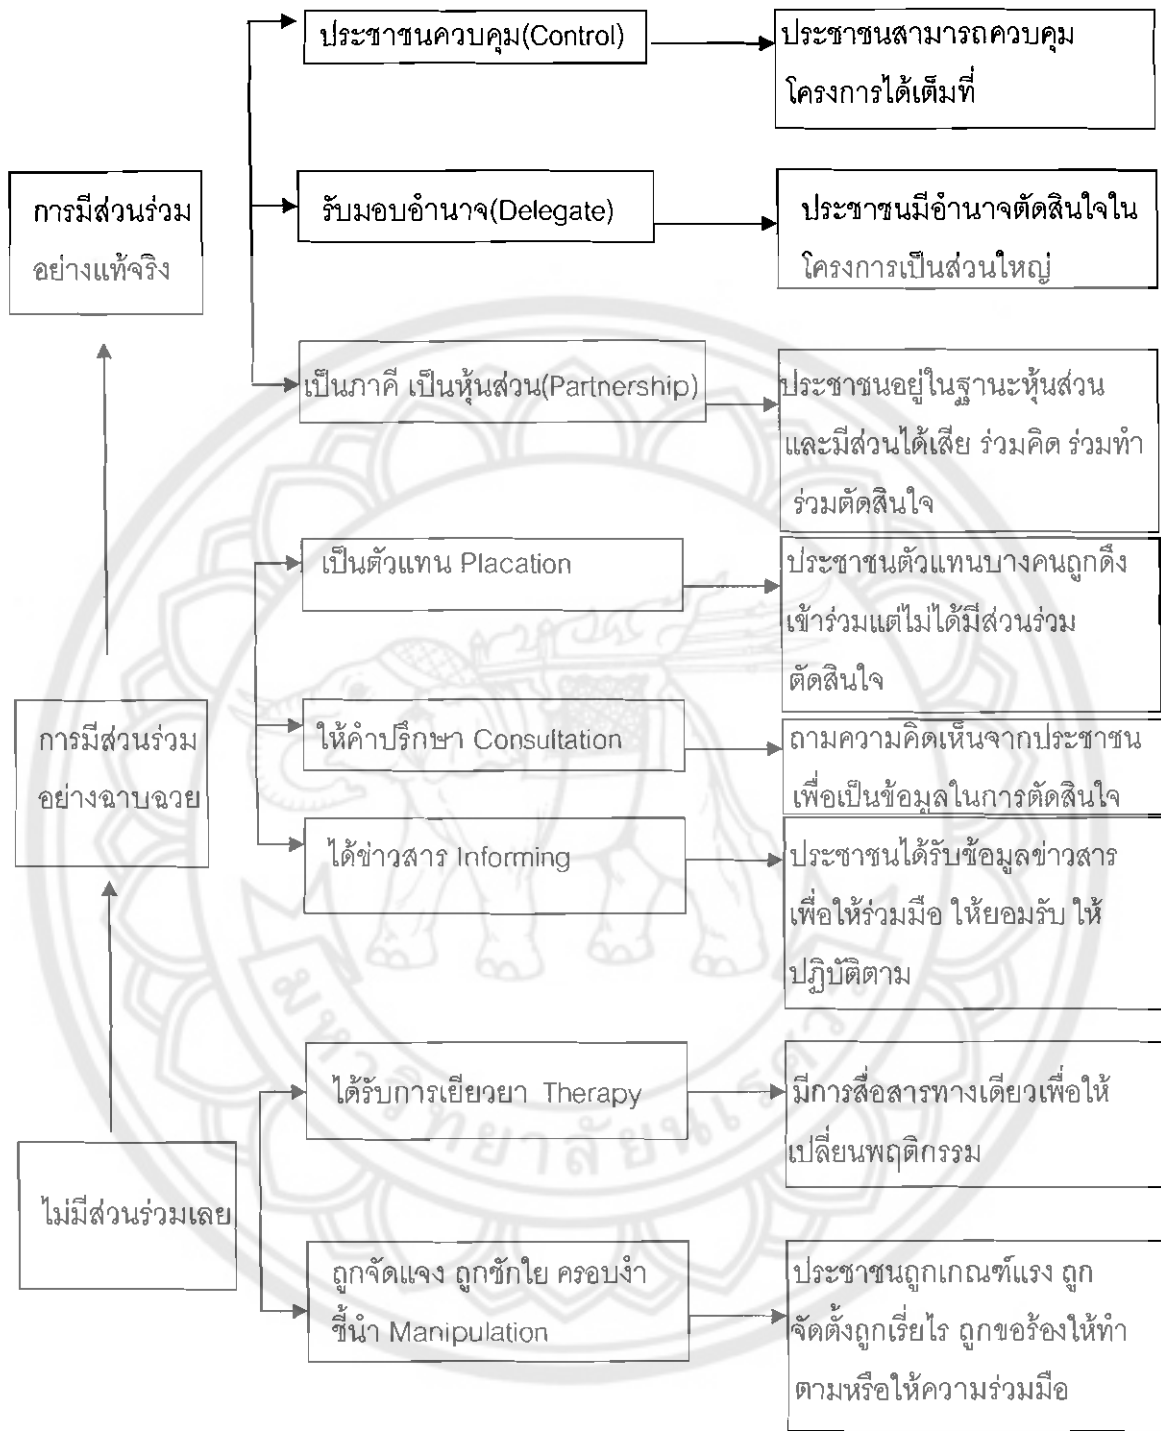 ประชาชนควบคุม(Control)
ประชาชนสามารถควบคุม
โครงการได้เต็มที่
การมีส่วนร่วม
อย่างแท้จริง
รับมอบอำนาจ(Delegate)
ประชาชนมีอำนาจตัดสินใจใน
โครงการเป็นส่วนใหญ่
เป็นภาคี เป็นหุ้นส่วน(Partnership)
ประชาชนอยู่ในฐานะหุ้นส่วน
และมีส่วนได้เสีย ร่วมคิด ร่วมทำ
ร่วมตัดสินใจ
เป็นตัวแทน Placation
ประชาชนตัวแทนบางคนถูกดึง
เข้าร่วมแต่ไม่ได้มีส่วนร่วม
ตัดสินใจ
การมีส่วนร่วม
อย่างฉาบฉวย
ให้คำปรึกษา Consultation
ถามความคิดเห็นจากประชาชน
เพื่อเป็นข้อมูลในการตัดสินใจ
ได้ข่าวสาร Informing
ประชาชนได้รับข้อมูลข่าวสาร
เพื่อให้ร่วมมือ ให้ยอมรับ ให้
ปฏิบัติตาม
ไม่มีส่วนร่วมเลย
ได้รับการเยียวยา Therapy
มีการสื่อสารทางเดียวเพื่อให้
เปลี่ยนพฤติกรรม
ถูกจัดแจง ถูกชักใย ครอบงำ
ชี้นำ Manipulation
ประชาชนถูกเกณฑ์แรง ถูก
จัดตั้งถูกเรี่ยไร ถูกขอร้องให้ทำ
ตามหรือให้ความร่วมมือ
มหาวิทยาลัยนเรศวร